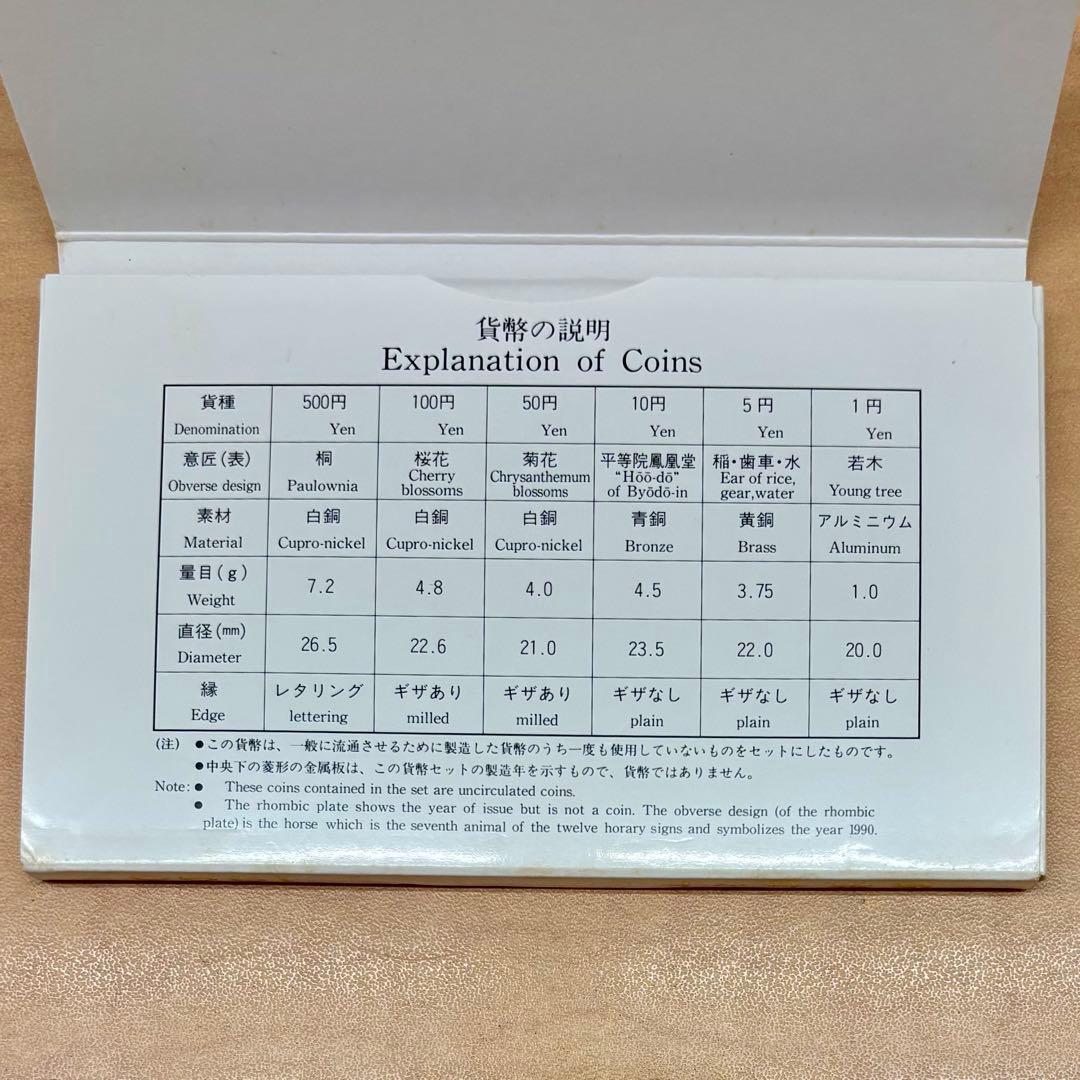 貨幣の説明
Explanation of Coins
貨種 500円 100円 50円 10円 5円 1円
Denomination Yen Yen Yen Yen Yen Yen
意匠(表) 桐 桜花 菊花 平等院鳳凰堂 稲・歯車・水 若木
Obverse design Paulownia Cherry blossoms Chrysanthemum blossoms "Hōō-dō" of Byōdō-in Ear of rice, gear,water Young tree
素材 白銅 白銅 白銅 青銅 黄銅 アルミニウム
Material Cupro-nickel Cupro-nickel Cupro-nickel Bronze Brass Aluminum
量目(g) 7.2 4.8 4.0 4.5 3.75 1.0
Weight
直径(mm) 26.5 22.6 21.0 23.5 22.0 20.0
Diameter
縁 レタリング ギザあり ギザあり ギザなし ギザなし ギザなし
Edge lettering milled milled plain plain plain
(注) ●この貨幣は、一般に流通させるために製造した貨幣のうち一度も使用していないものをセットにしたものです。
●中央下の菱形の金属板は、この貨幣セットの製造年を示すもので、貨幣ではありません。
Note: ● These coins contained in the set are uncirculated coins.
● The rhombic plate shows the year of issue but is not a coin. The obverse design (of the rhombic
plate) is the horse which is the seventh animal of the twelve horary signs and symbolizes the year 1990.